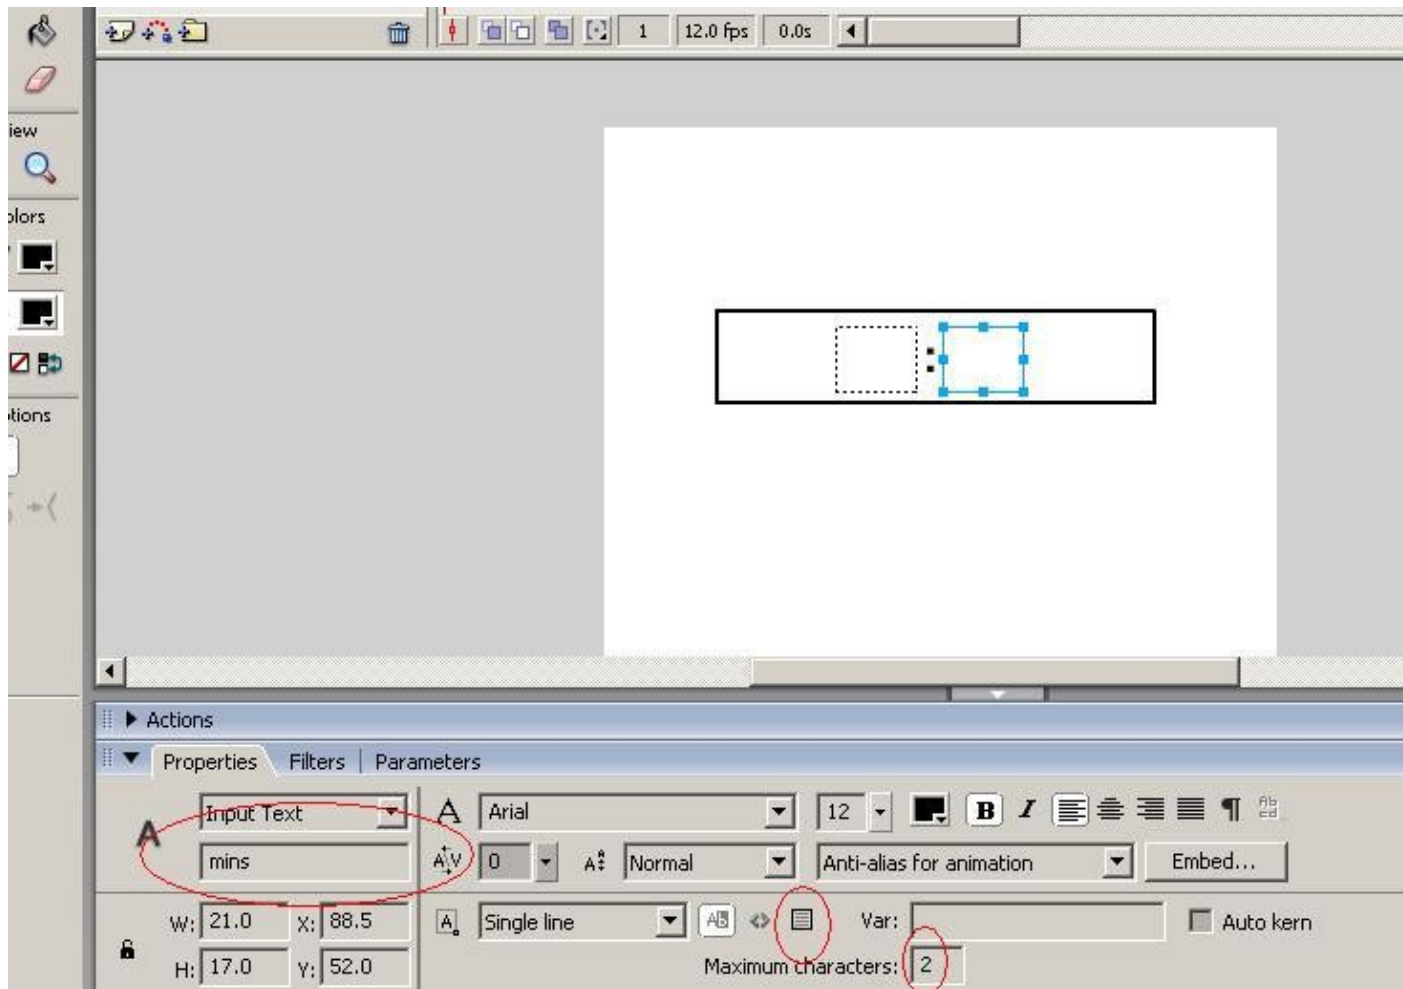 1 12.0 fps 0.0s
iew
olors
:
tions
Actions
Properties Filters Parameters
A Input Text A Arial 12 B I
mins A V 0 Normal Anti-alias for animation Embed...
W: 21.0 X: 88.5 Single line AB Var: Auto kern
H: 17.0 Y: 52.0 Maximum characters: 2